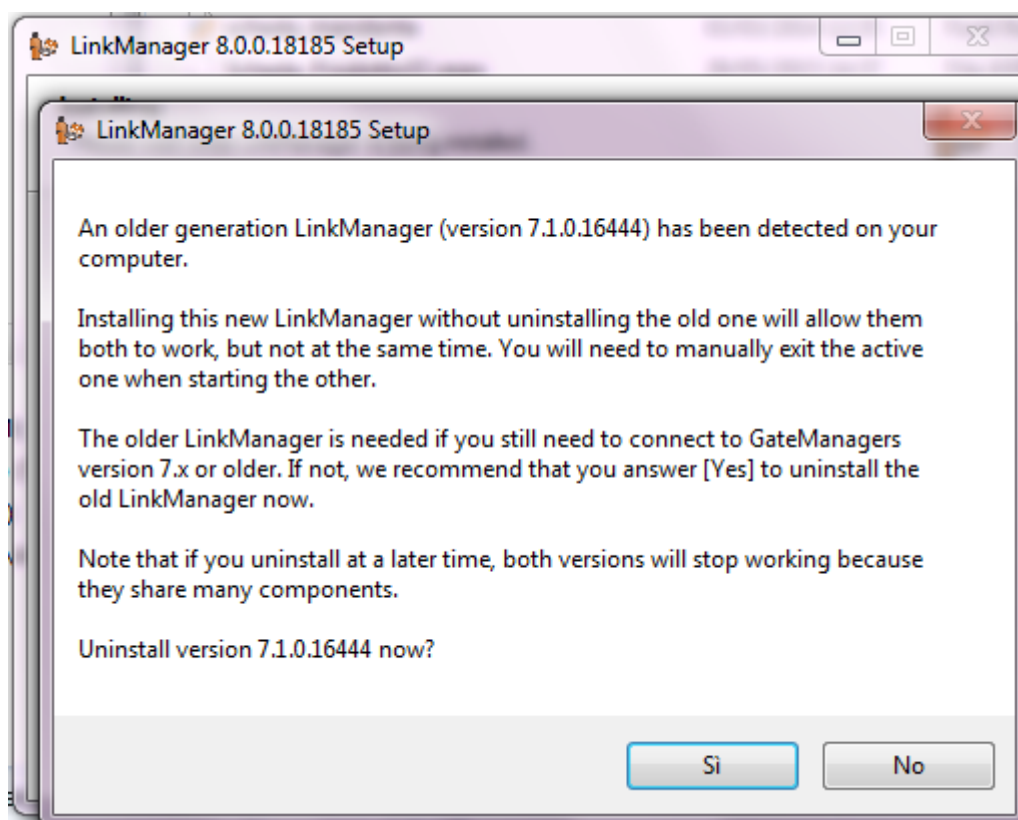 LinkManager 8.0.0.18185 Setup
LinkManager 8.0.0.18185 Setup
An older generation LinkManager (version 7.1.0.16444) has been detected on your
computer.
Installing this new LinkManager without uninstalling the old one will allow them
both to work, but not at the same time. You will need to manually exit the active
one when starting the other.
The older LinkManager is needed if you still need to connect to GateManagers
version 7.x or older. If not, we recommend that you answer [Yes] to uninstall the
old LinkManager now.
Note that if you uninstall at a later time, both versions will stop working because
they share many components.
Uninstall version 7.1.0.16444 now?
Sì
No